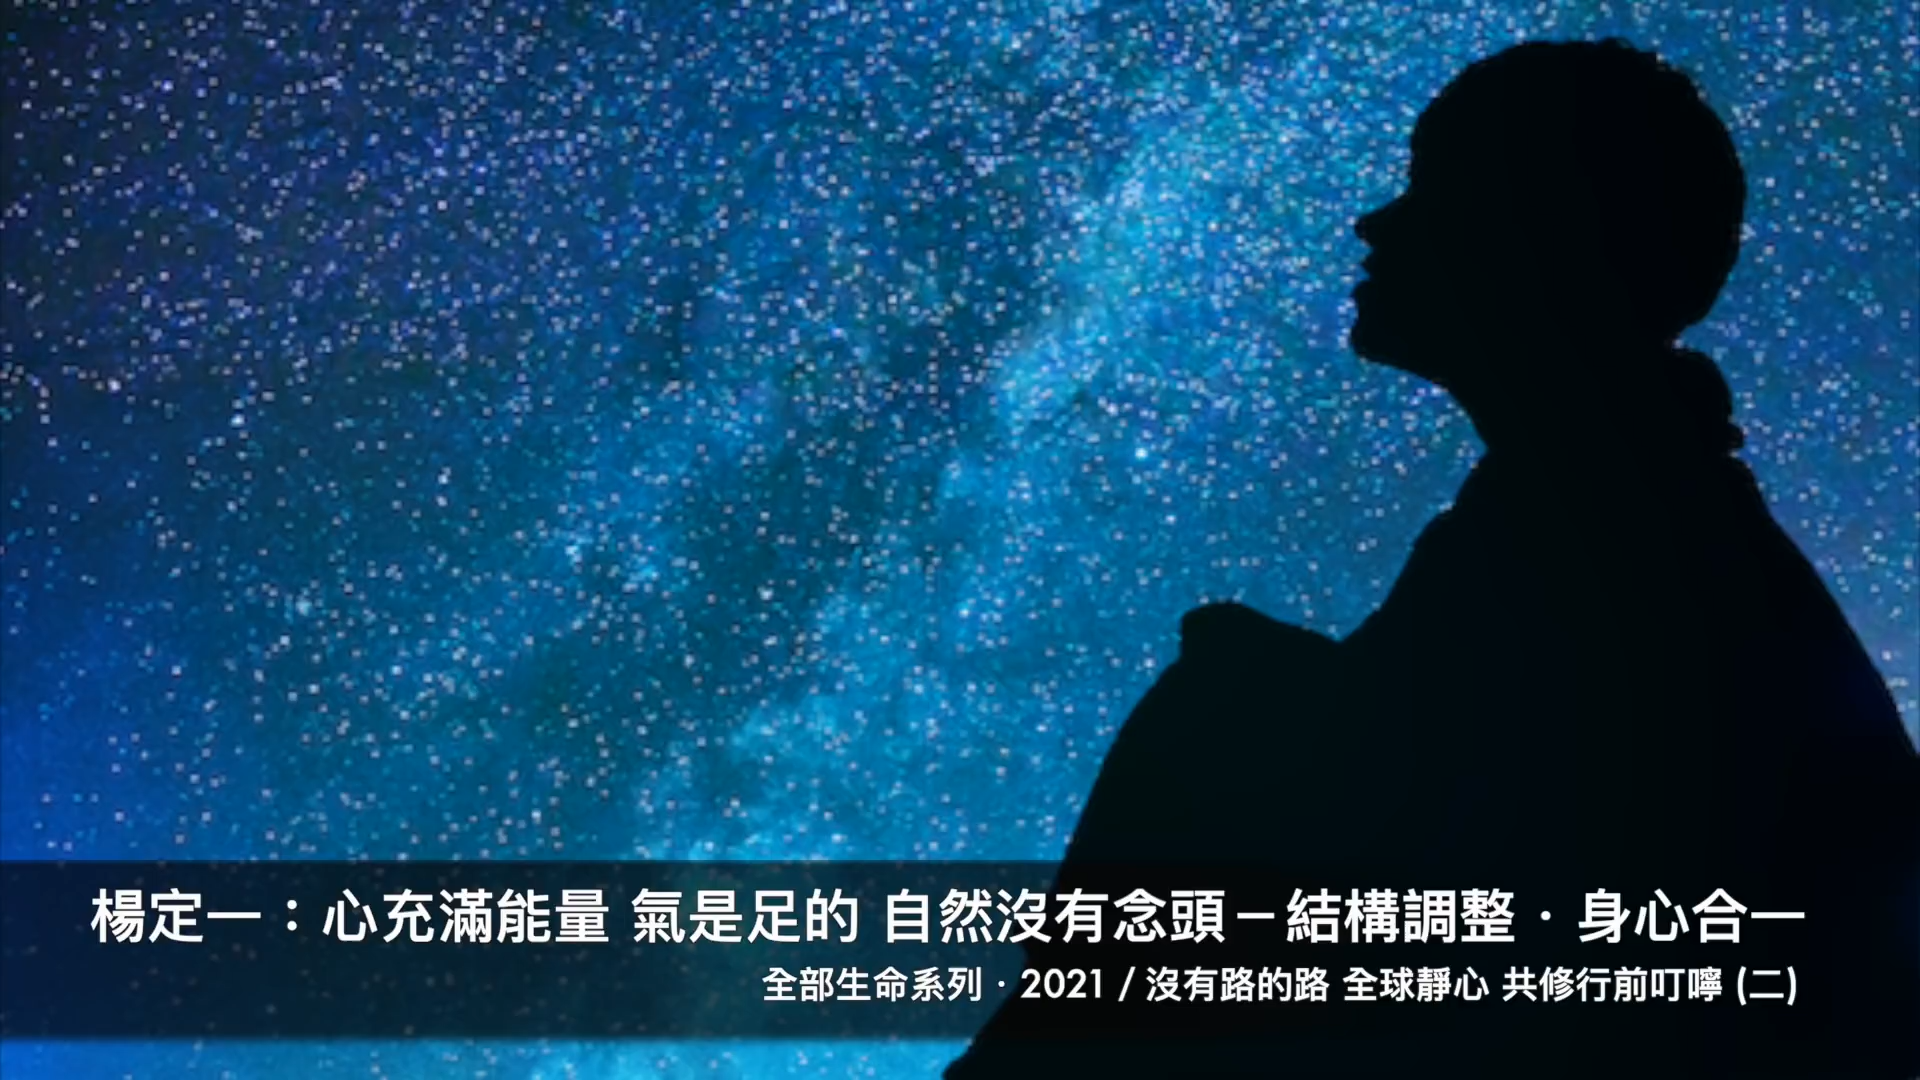 楊定一：心充滿能量 氣是足的 自然沒有念頭－結構調整．身心合一
全部生命系列．2021 / 沒有路的路 全球靜心 共修行前叮嚀 (二)